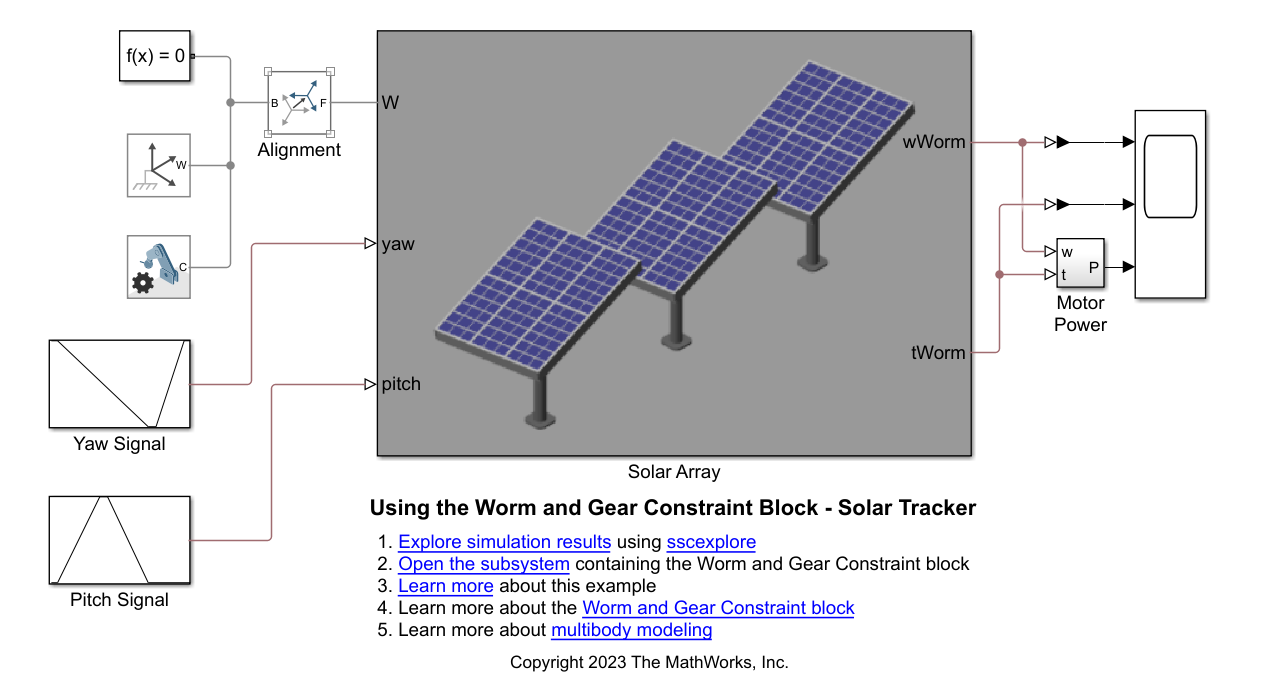 f(x) = 0
B
F
Alignment
W
C
W
yaw
pitch
wWorm
tWorm
w
t
P
Motor
Power
Yaw Signal
Pitch Signal
Solar Array
Using the Worm and Gear Constraint Block - Solar Tracker
1. Explore simulation results using sscexplore
2. Open the subsystem containing the Worm and Gear Constraint block
3. Learn more about this example
4. Learn more about the Worm and Gear Constraint block
5. Learn more about multibody modeling
Copyright 2023 The MathWorks, Inc.